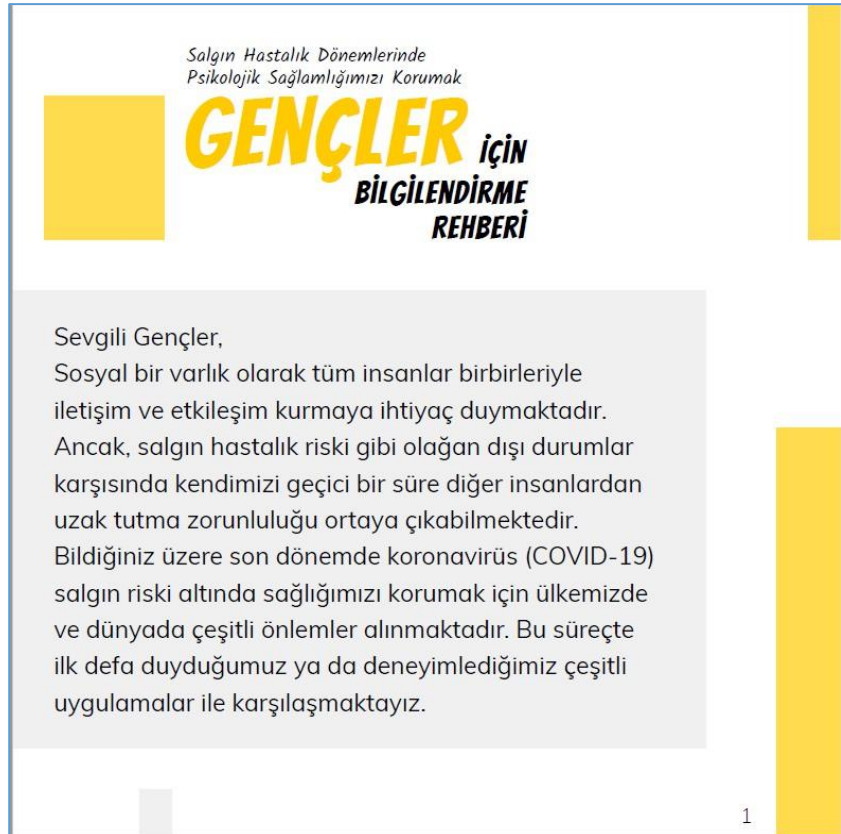 Salgın Hastalık Dönemlerinde
Psikolojik Sağlamlığımızı Korumak
GENÇLER İÇİN
BİLGİLENDİRME
REHBERİ
Sevgili Gençler,
Sosyal bir varlık olarak tüm insanlar birbirleriyle
iletişim ve etkileşim kurmaya ihtiyaç duymaktadır.
Ancak, salgın hastalık riski gibi olağan dışı durumlar
karşısında kendimizi geçici bir süre diğer insanlardan
uzak tutma zorunluluğu ortaya çıkabilmektedir.
Bildiğiniz üzere son dönemde koronavirüs (COVID-19)
salgın riski altında sağlığımızı korumak için ülkemizde
ve dünyada çeşitli önlemler alınmaktadır. Bu süreçte
ilk defa duyduğumuz ya da deneyimlediğimiz çeşitli
uygulamalar ile karşılaşmaktayız.
1